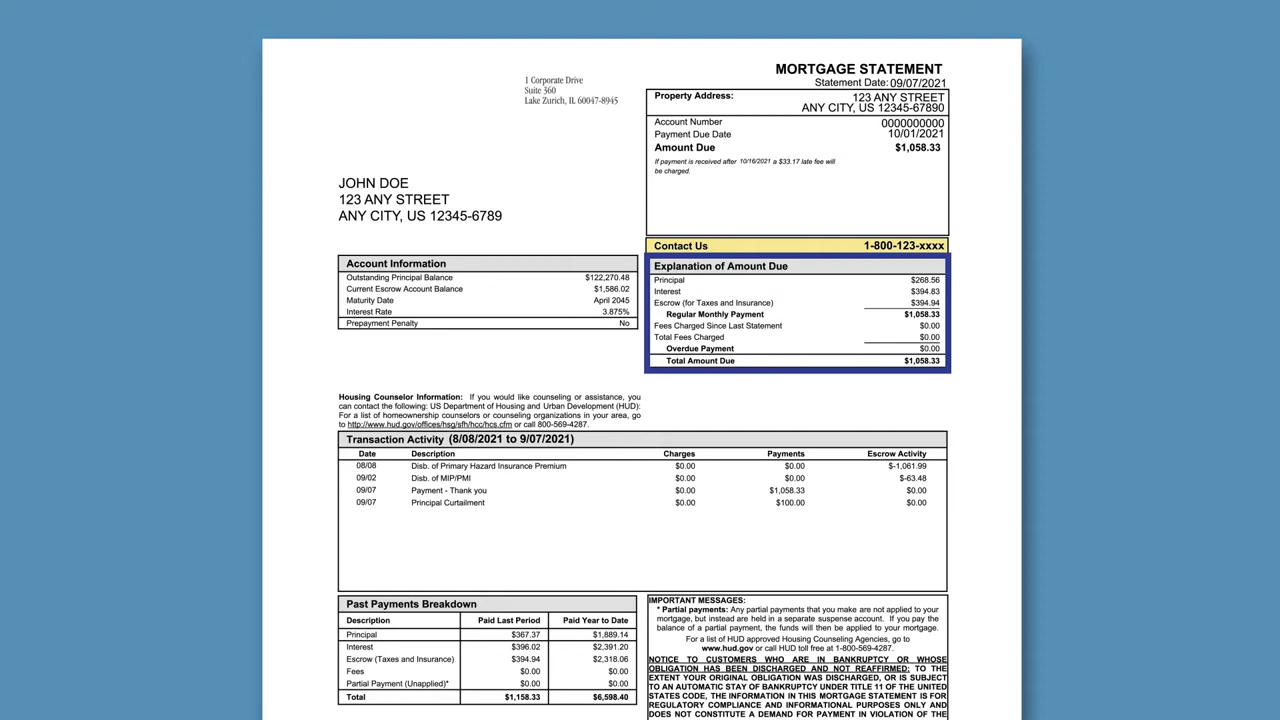 MORTGAGE STATEMENT
Statement Date: 09/07/2021
1 Corporate Drive
Suite 360
Lake Zurich, IL 60047-8945
Property Address: 123 ANY STREET
ANY CITY, US 12345-67890
Account Number 0000000000
Payment Due Date 10/01/2021
Amount Due $1,058.33
If payment is received after 10/16/2021 a $33.17 late fee will
be charged.
JOHN DOE
123 ANY STREET
ANY CITY, US 12345-6789
Contact Us 1-800-123-xxxx
Account Information
Outstanding Principal Balance $122,270.48
Current Escrow Account Balance $1,586.02
Maturity Date April 2045
Interest Rate 3.875%
Prepayment Penalty No
Explanation of Amount Due
Principal $268.56
Interest $394.83
Escrow (for Taxes and Insurance) $394.94
Regular Monthly Payment $1,058.33
Fees Charged Since Last Statement $0.00
Total Fees Charged $0.00
Overdue Payment $0.00
Total Amount Due $1,058.33
Housing Counselor Information: If you would like counseling or assistance, you
can contact the following: US Department of Housing and Urban Development (HUD):
For a list of homeownership counselors or counseling organizations in your area, go
to http://www.hud.gov/offices/hsg/sfh/hcc/hcs.cfm or call 800-569-4287.
Transaction Activity (8/08/2021 to 9/07/2021)
Date Description Charges Payments Escrow Activity
08/08 Disb. of Primary Hazard Insurance Premium $0.00 $0.00 $-1,061.99
09/02 Disb. of MIP/PMI $0.00 $0.00 $-63.48
09/07 Payment - Thank you $0.00 $1,058.33 $0.00
09/07 Principal Curtailment $0.00 $100.00 $0.00
Past Payments Breakdown
Description Paid Last Period Paid Year to Date
Principal $367.37 $1,889.14
Interest $396.02 $2,391.20
Escrow (Taxes and Insurance) $394.94 $2,318.06
Fees $0.00 $0.00
Partial Payment (Unapplied)* $0.00 $0.00
Total $1,158.33 $6,598.40
IMPORTANT MESSAGES:
* Partial payments: Any partial payments that you make are not applied to your
mortgage, but instead are held in a separate suspense account. If you pay the
balance of a partial payment, the funds will then be applied to your mortgage.
For a list of HUD approved Housing Counseling Agencies, go to
www.hud.gov or call HUD toll free at 1-800-569-4287.
NOTICE TO CUSTOMERS WHO ARE IN BANKRUPTCY OR WHOSE
OBLIGATION HAS BEEN DISCHARGED AND NOT REAFFIRMED: TO THE
EXTENT YOUR ORIGINAL OBLIGATION WAS DISCHARGED, OR IS SUBJECT
TO AN AUTOMATIC STAY OF BANKRUPTCY UNDER TITLE 11 OF THE UNITED
STATES CODE, THE INFORMATION IN THIS MORTGAGE STATEMENT IS FOR
REGULATORY COMPLIANCE AND INFORMATIONAL PURPOSES ONLY AND
DOES NOT CONSTITUTE A DEMAND FOR PAYMENT IN VIOLATION OF THE